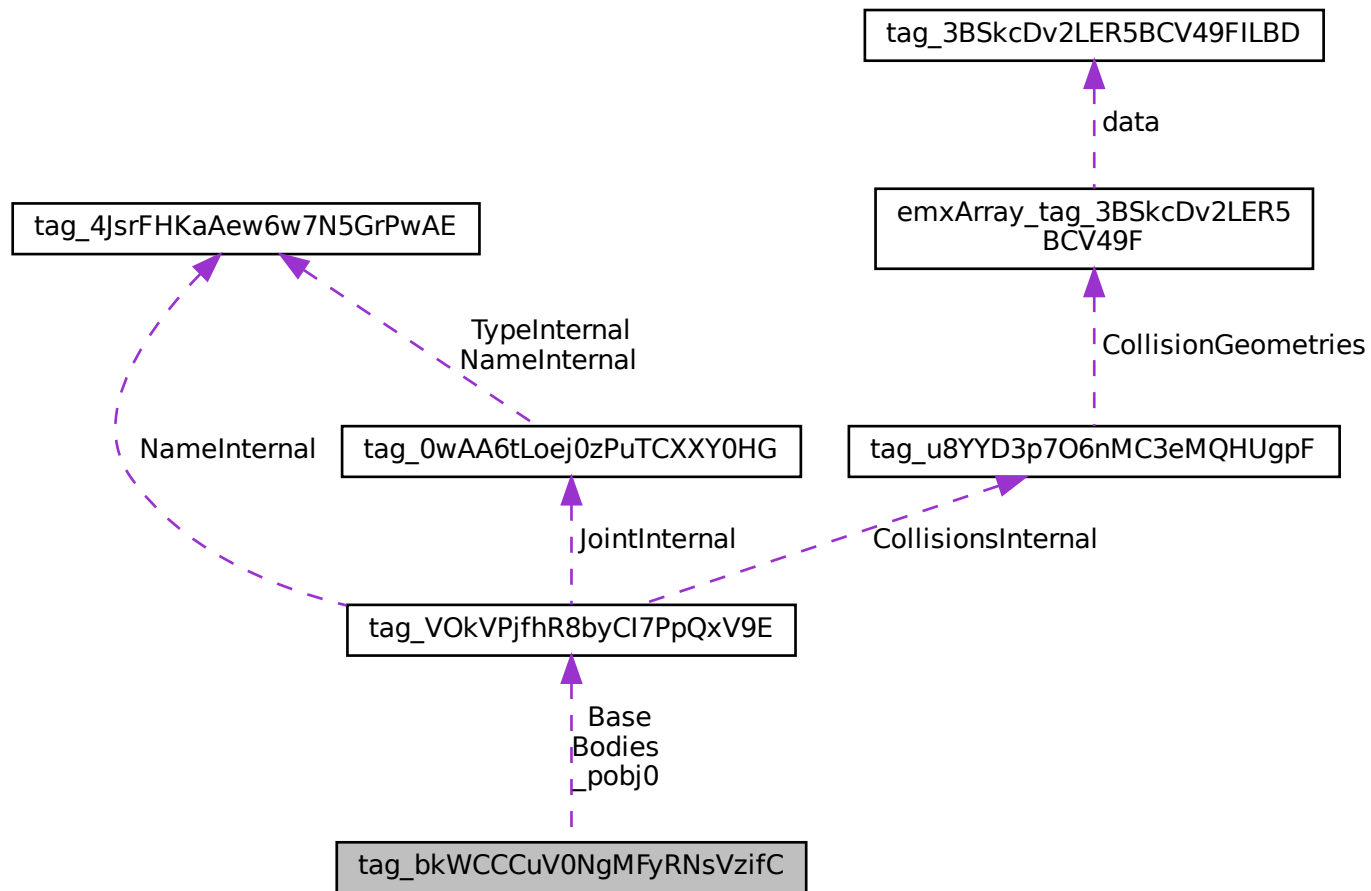 tag_3BSkcDv2LER5BCV49FILBD
data
tag_4JsrFHKaAew6w7N5GrPwAE
emxArray_tag_3BSkcDv2LER5
BCV49F
TypeInternal
NameInternal
CollisionGeometries
NameInternal
tag_0wAA6tLoej0zPuTCXXY0HG
tag_u8YYD3p7O6nMC3eMQHUgpF
JointInternal
CollisionsInternal
tag_VOkVPjfhR8byCI7PpQxV9E
Base
Bodies
_pobj0
tag_bkWCCCuV0NgMFyRNsVzifC